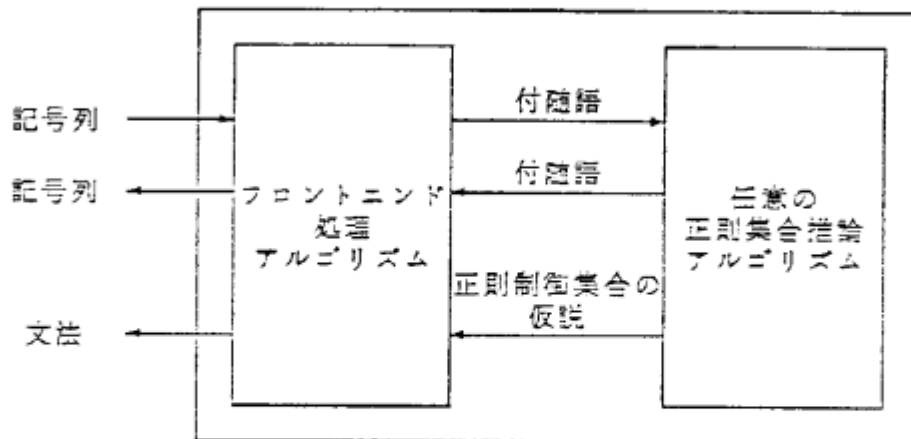 記号列
付随語
記号列
付随語
フロントエンド
処理
アルゴリズム
任意の
正則集合推論
アルゴリズム
正則制御集合の
仮説
文法